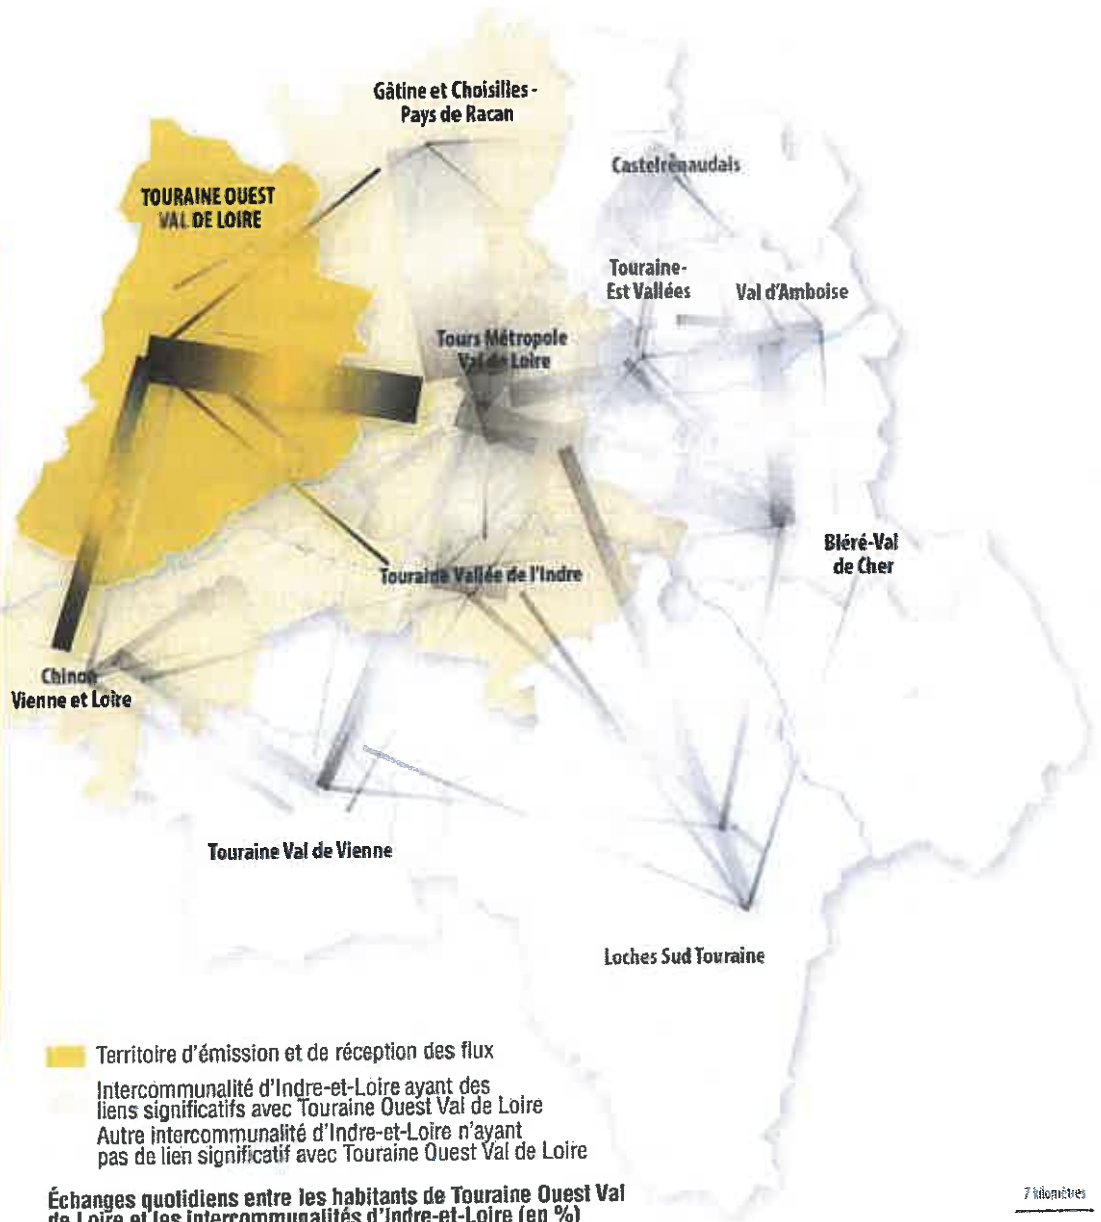 Gâtine et Choisilles -
Pays de Racan
Castelrenaudais
TOURAINE OUEST
VAL DE LOIRE
Touraine-
Est Vallées
Val d'Amboise
Tours Métropole
Val de Loire
Bléré-Val
de Cher
Touraine Vallée de l'Indre
Chinon
Vienne et Loire
Touraine Val de Vienne
Loches Sud Touraine
Territoire d'émission et de réception des flux
Intercommunalité d'Indre-et-Loire ayant des
liens significatifs avec Touraine Ouest Val de Loire
Autre intercommunalité d'Indre-et-Loire n'ayant
pas de lien significatif avec Touraine Ouest Val de Loire
Échanges quotidiens entre les habitants de Touraine Ouest Val
de Loire et les intercommunalités d'Indre-et-Loire (en %)
7 kilomètres